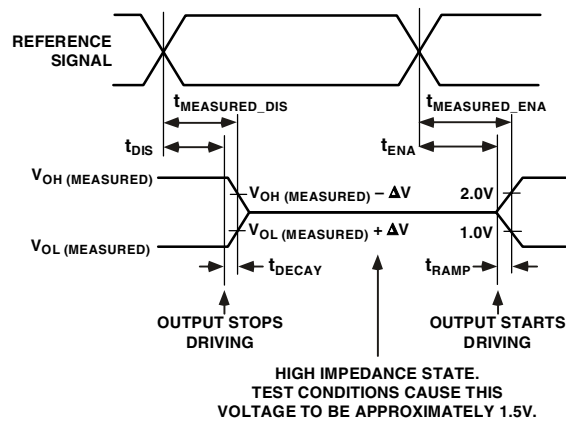 REFERENCE
SIGNAL
tMEASURED_DIS
tMEASURED_ENA
tDIS
tENA
VOH (MEASURED)
VOH (MEASURED) – ΔV
2.0V
VOL (MEASURED) + ΔV
1.0V
VOL (MEASURED)
tDECAY
tRAMP
OUTPUT STOPS
DRIVING
OUTPUT STARTS
DRIVING
HIGH IMPEDANCE STATE.
TEST CONDITIONS CAUSE THIS
VOLTAGE TO BE APPROXIMATELY 1.5V.